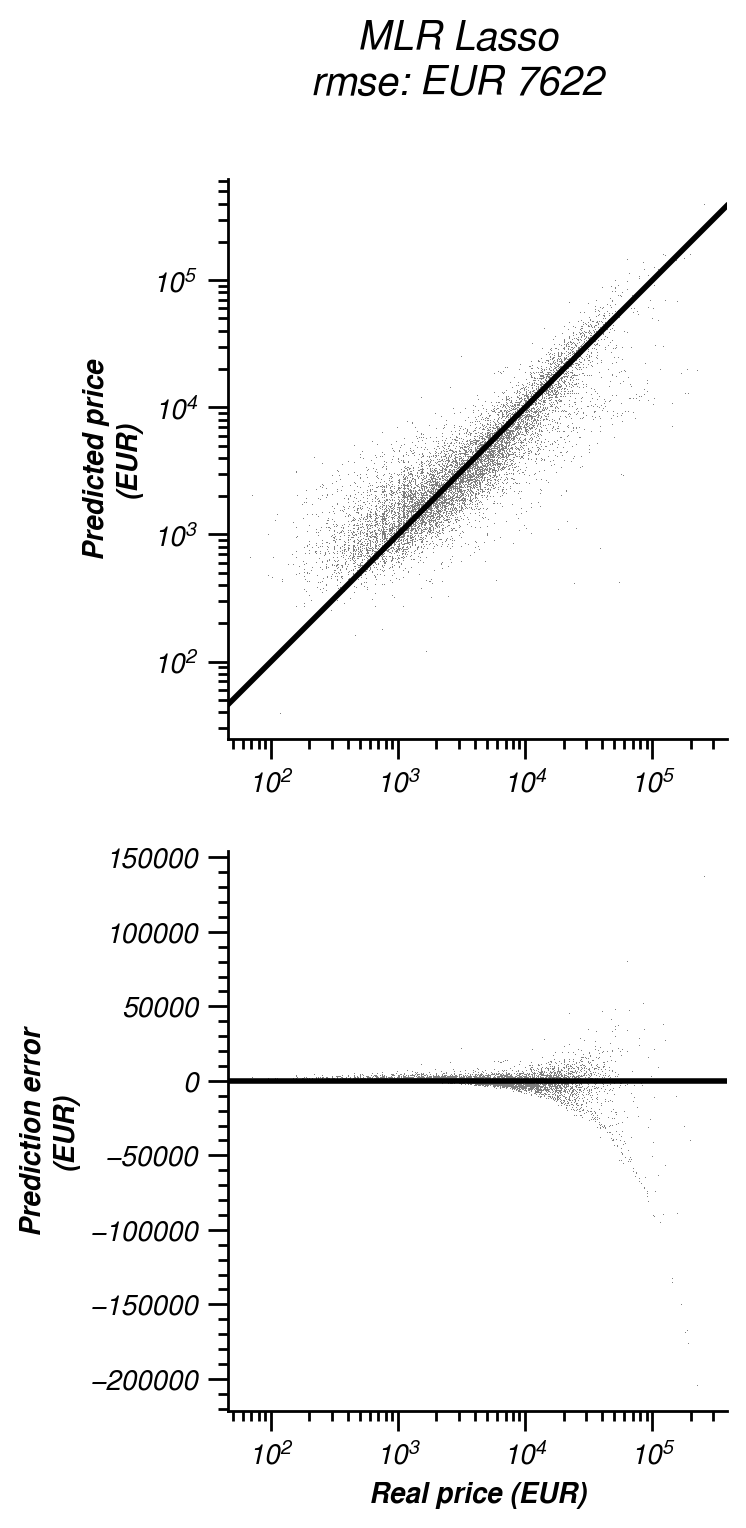 MLR Lasso
rmse: EUR 7622
10⁵
10⁴
10³
10²
Predicted price
(EUR)
10² 10³ 10⁴ 10⁵
150000
100000
50000
0
−50000
−100000
−150000
−200000
Prediction error
(EUR)
10² 10³ 10⁴ 10⁵
Real price (EUR)